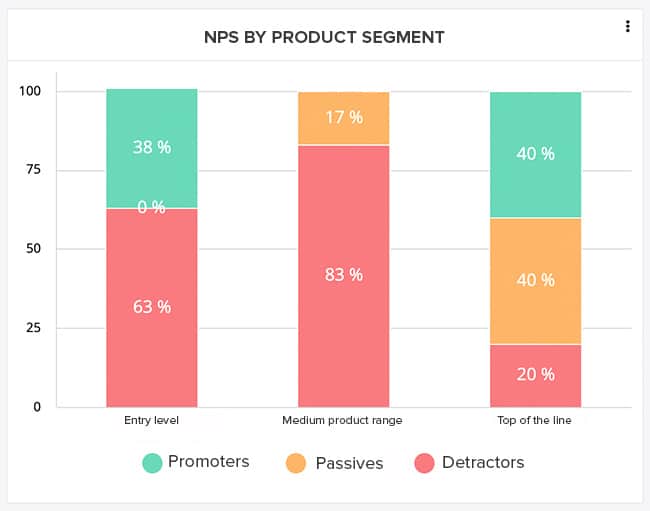 NPS BY PRODUCT SEGMENT
100
75
50
25
0
38 %
0 %
63 %
17 %
83 %
40 %
40 %
20 %
Entry level
Medium product range
Top of the line
Promoters
Passives
Detractors